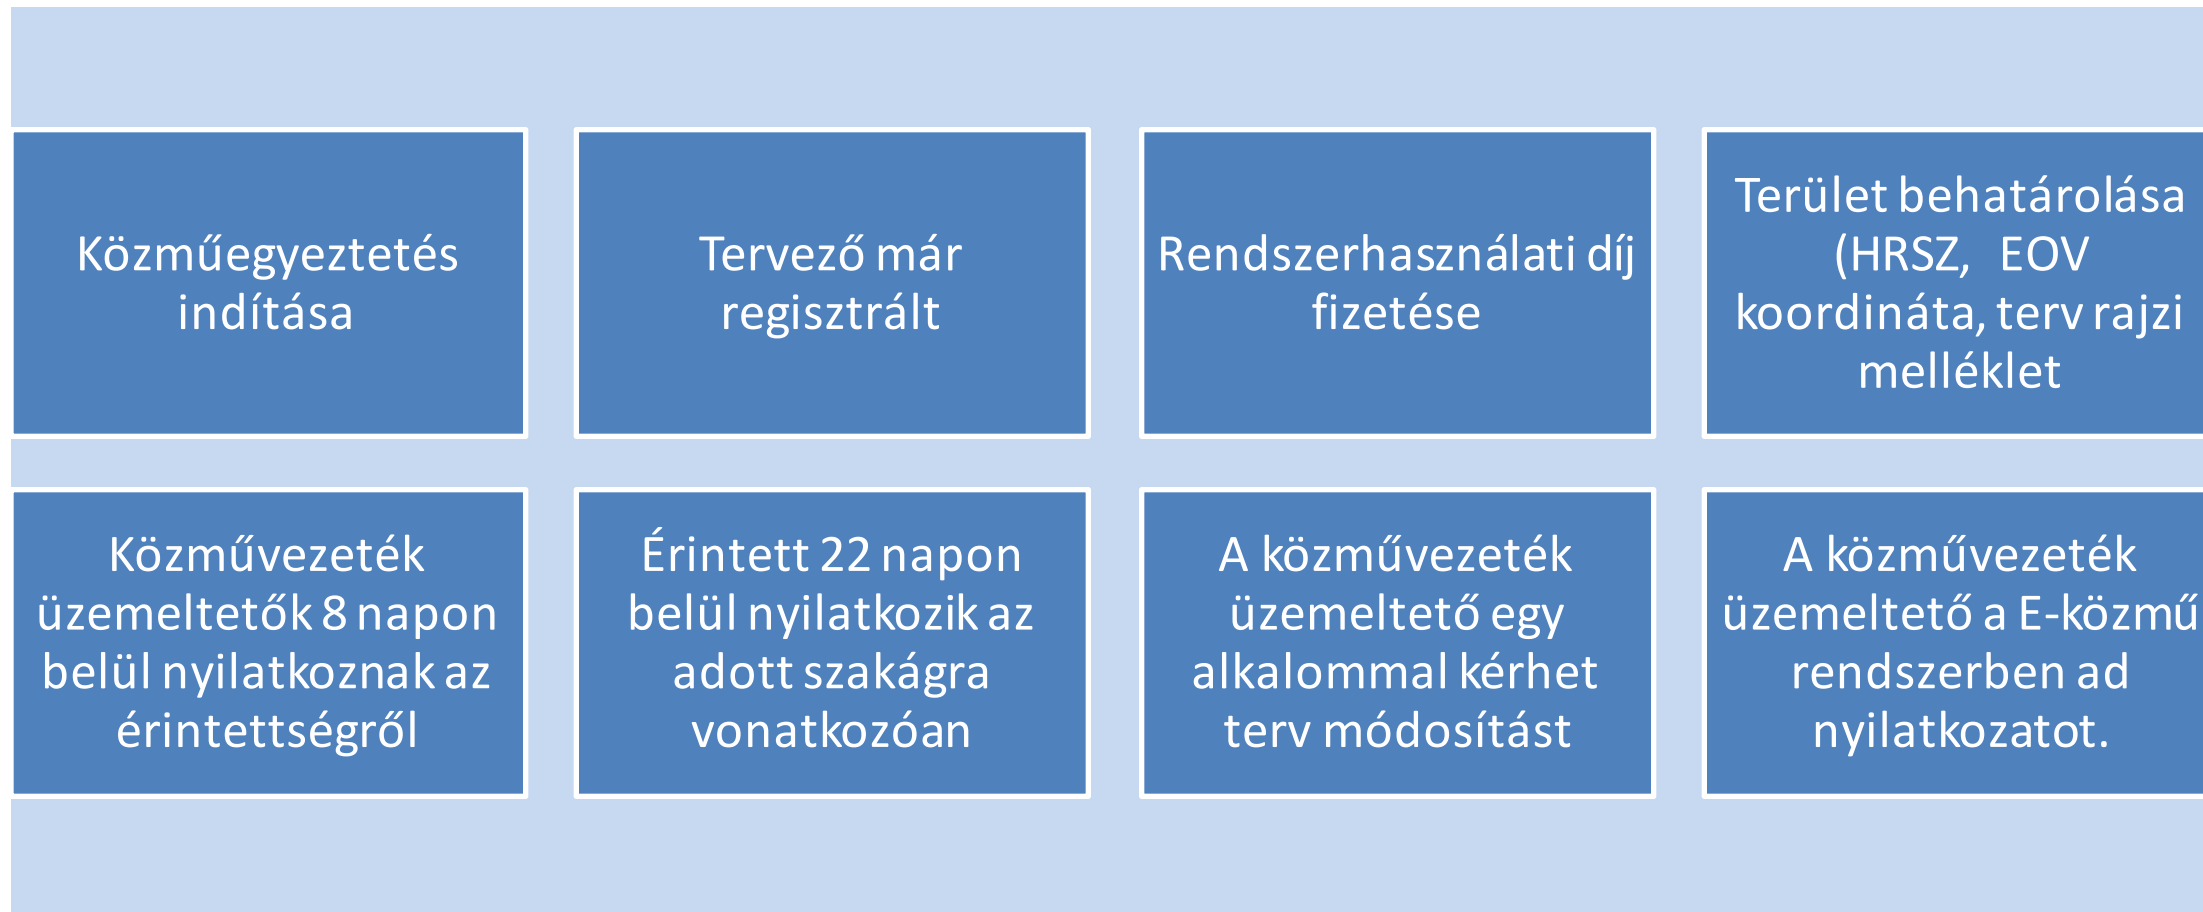 Közműegyeztetés
indítása
Tervező már
regisztrált
Rendszerhasználati díj
fizetése
Terület behatárolása
(HRSZ, EOV
koordináta, terv rajzi
melléklet
Közművezeték
üzemeltetők 8 napon
belül nyilatkoznak az
érintettségről
Érintett 22 napon
belül nyilatkozik az
adott szakágra
vonatkozóan
A közművezeték
üzemeltető egy
alkalommal kérhet
terv módosítást
A közművezeték
üzemeltető a E-közmű
rendszerben ad
nyilatkozatot.